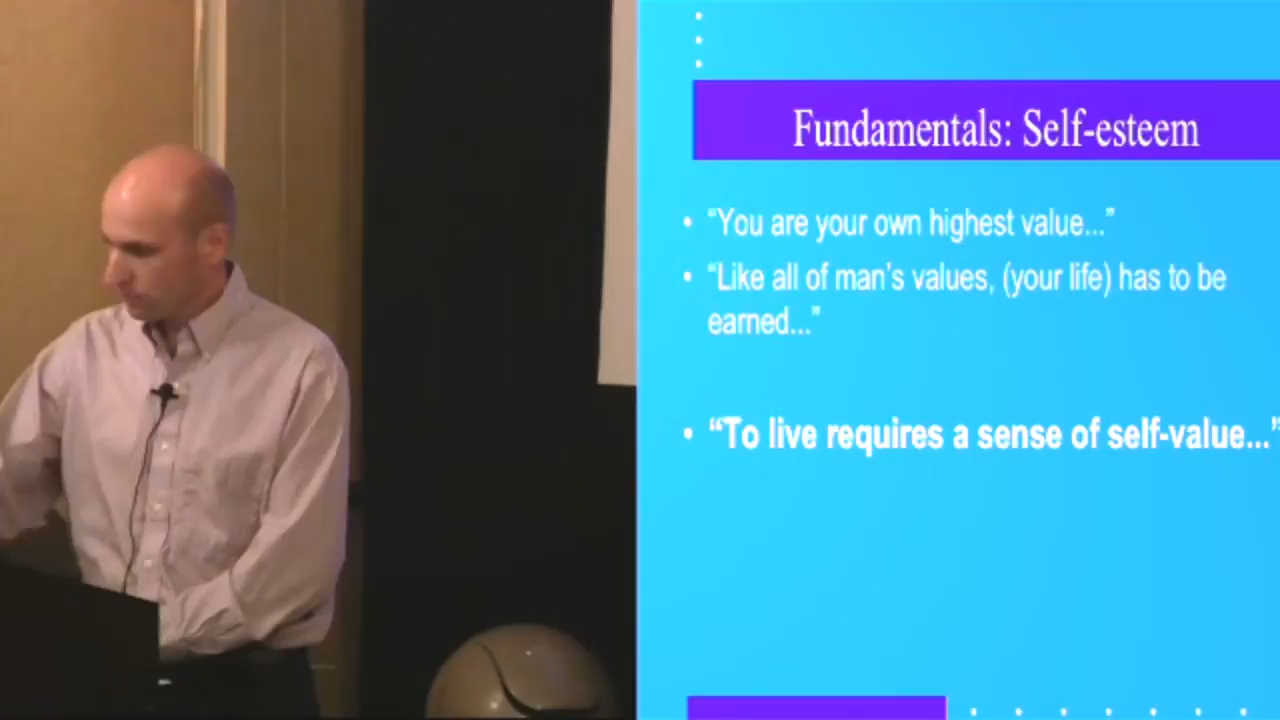 Fundamentals: Self-esteem
• “You are your own highest value...”
• “Like all of man’s values, (your life) has to be
earned...”
• “To live requires a sense of self-value...”